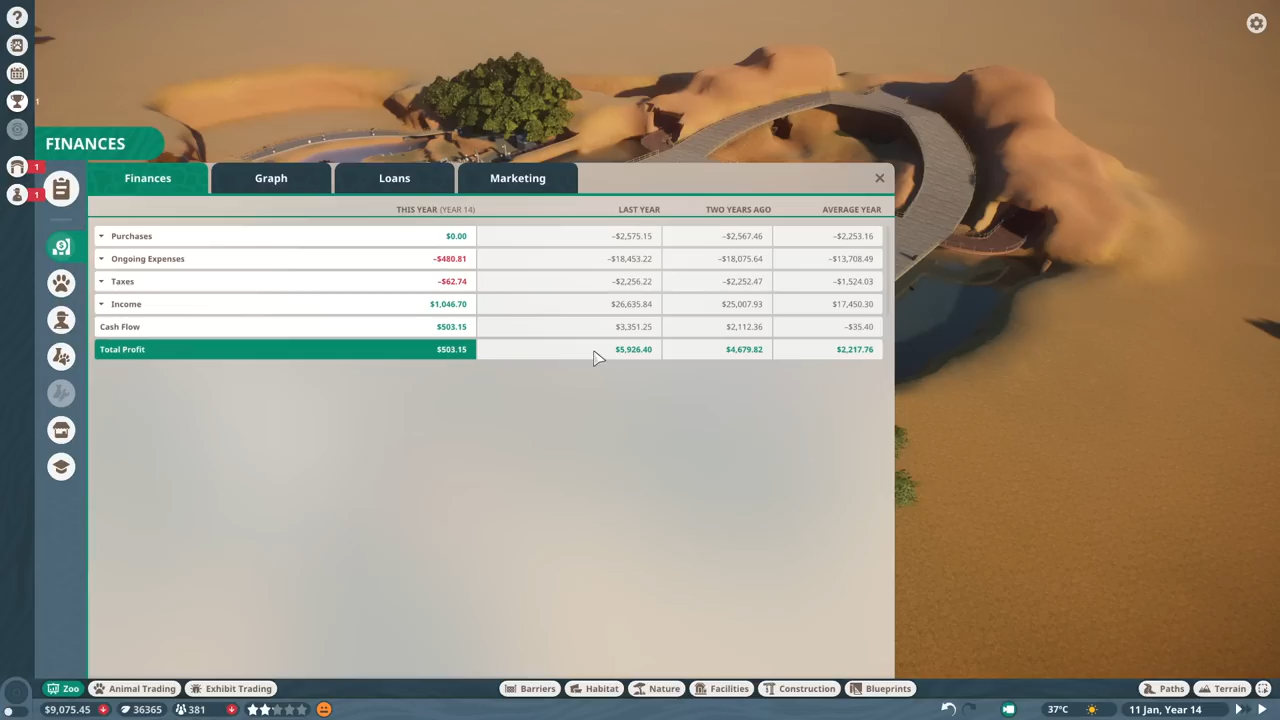 ?
1
FINANCES
1
1
Finances Graph Loans Marketing
THIS YEAR (YEAR 14) LAST YEAR TWO YEARS AGO AVERAGE YEAR
Purchases $0.00 –$2,575.15 –$2,567.46 –$2,253.16
Ongoing Expenses –$480.81 –$18,453.22 –$18,075.64 –$13,708.49
Taxes –$62.74 –$2,256.22 –$2,252.47 –$1,524.03
Income $1,046.70 $26,635.84 $25,007.93 $17,450.30
Cash Flow $503.15 $3,351.25 $2,112.36 –$35.40
Total Profit $503.15 $5,926.40 $4,679.82 $2,217.76
Zoo Animal Trading Exhibit Trading Barriers Habitat Nature Facilities Construction Blueprints Paths Terrain
$9,075.45 36365 381 37°C 11 Jan, Year 14